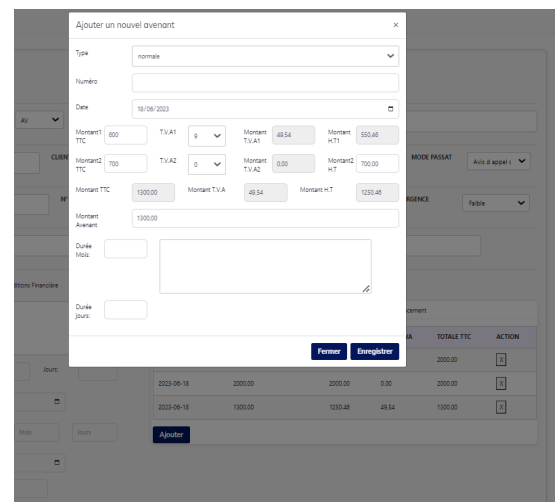 Ajouter un nouvel avenant ×
Type normale
Numéro
Date 18/06/2023
AV
Montant1 TTC 600 T.V.A1 9 Montant T.V.A1 49.54 Montant H.T1 550.46
CLIEN
Montant2 TTC 700 T.V.A2 0 Montant T.V.A2 0.00 Montant2 H.T 700.00
MODE PASSAT Avis d appel c
Montant TTC 1300.00 Montant T.V.A 49.54 Montant H.T 1250.46
N°
RGENCE Faible
Montant Avenant 1300.00
Durée Mois:
ditions Financière
Durée jours:
cement
Fermer Enregistrer
VA TOTALE TTC ACTION
2000.00 X
Jours:
2023-06-18 2000.00 2000.00 0.00 2000.00 X
2023-06-18 1300.00 1250.46 49.54 1300.00 X
Mois Jours
Ajouter